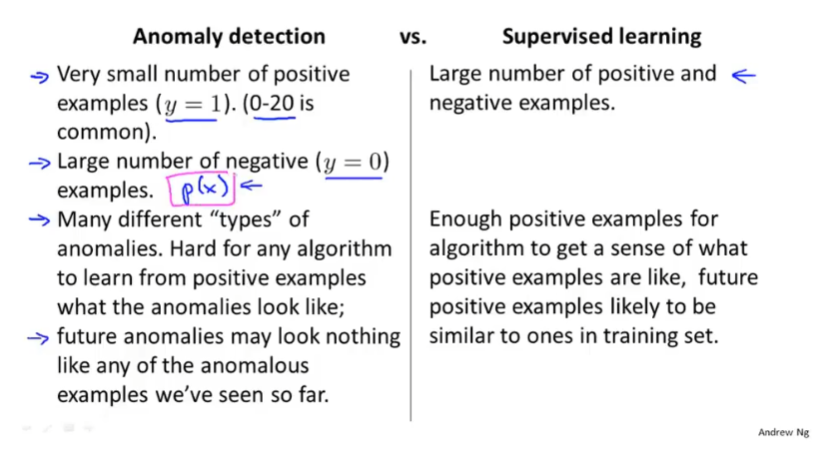 Anomaly detection vs. Supervised learning
Very small number of positive
examples (y = 1). (0-20 is
common).
Large number of negative (y = 0)
examples. p(x)
Many different “types” of
anomalies. Hard for any algorithm
to learn from positive examples
what the anomalies look like;
future anomalies may look nothing
like any of the anomalous
examples we’ve seen so far.
Large number of positive and
negative examples.
Enough positive examples for
algorithm to get a sense of what
positive examples are like, future
positive examples likely to be
similar to ones in training set.
Andrew Ng